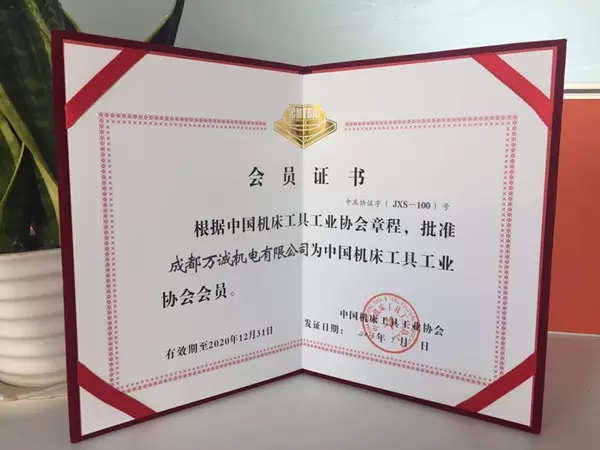 会员证书
中总协证字（JXS—100）号
根据中国机床工具工业协会章程，批准
成都万诚机电有限公司为中国机床工具工业
协会会员。
中国机床工具工业协会
有效期至2020年12月31日
发证日期： 年 月 日